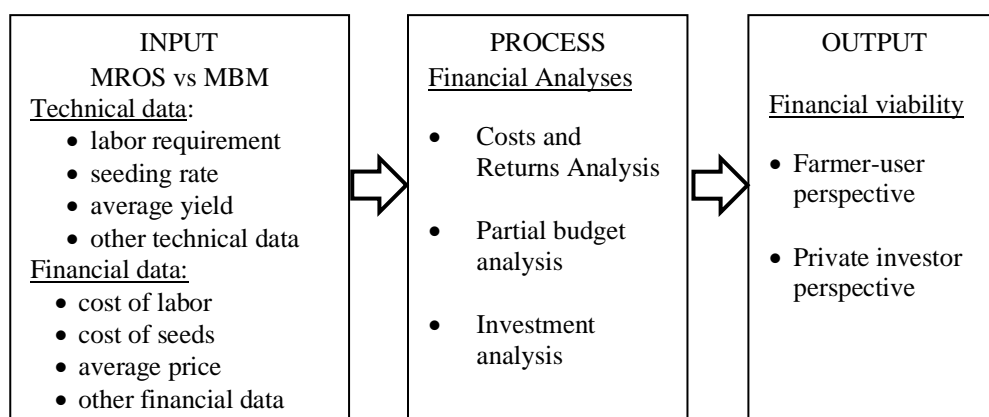 INPUT
MROS vs MBM
Technical data:
• labor requirement
• seeding rate
• average yield
• other technical data
Financial data:
• cost of labor
• cost of seeds
• average price
• other financial data
PROCESS
Financial Analyses
• Costs and
Returns Analysis
• Partial budget
analysis
• Investment
analysis
OUTPUT
Financial viability
• Farmer-user
perspective
• Private investor
perspective